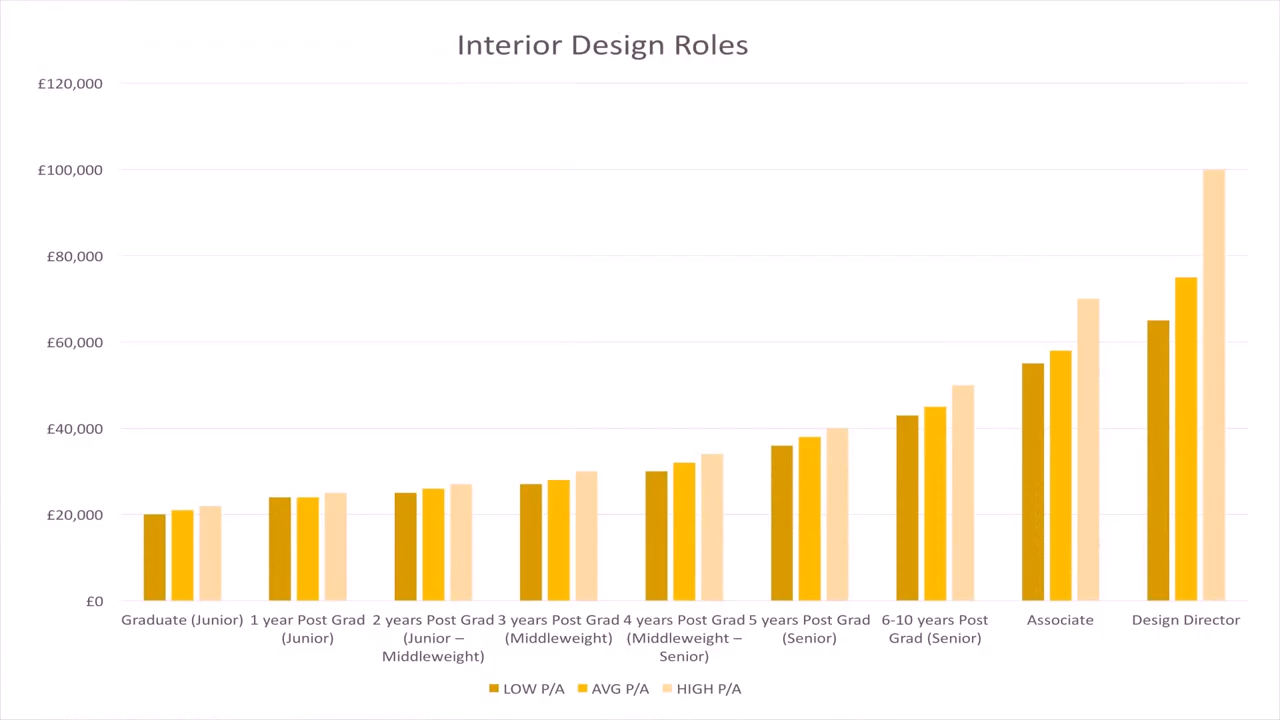 Interior Design Roles
£120,000
£100,000
£80,000
£60,000
£40,000
£20,000
£0
Graduate (Junior)
1 year Post Grad
(Junior)
2 years Post Grad
(Junior –
Middleweight)
3 years Post Grad
(Middleweight)
4 years Post Grad
(Middleweight –
Senior)
5 years Post Grad
(Senior)
6-10 years Post
Grad (Senior)
Associate
Design Director
LOW P/A
AVG P/A
HIGH P/A